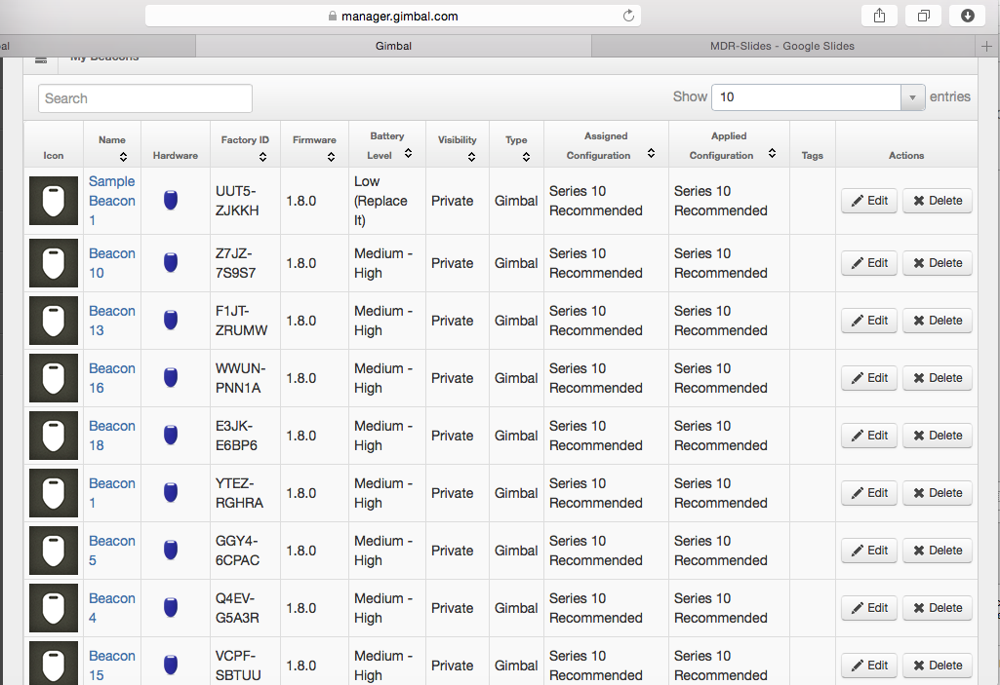 manager.gimbal.com
al
Gimbal
MDR-Slides - Google Slides
My Beacons
Search
Show 10 entries
Icon Name Hardware Factory ID Firmware Battery Level Visibility Type Assigned Configuration Applied Configuration Tags Actions
Sample Beacon 1 UUT5-ZJKKH 1.8.0 Low (Replace It) Private Gimbal Series 10 Recommended Series 10 Recommended Edit Delete
Beacon 10 Z7JZ-7S9S7 1.8.0 Medium - High Private Gimbal Series 10 Recommended Series 10 Recommended Edit Delete
Beacon 13 F1JT-ZRUMW 1.8.0 Medium - High Private Gimbal Series 10 Recommended Series 10 Recommended Edit Delete
Beacon 16 WWUN-PNN1A 1.8.0 Medium - High Private Gimbal Series 10 Recommended Series 10 Recommended Edit Delete
Beacon 18 E3JK-E6BP6 1.8.0 Medium - High Private Gimbal Series 10 Recommended Series 10 Recommended Edit Delete
Beacon 1 YTEZ-RGHRA 1.8.0 Medium - High Private Gimbal Series 10 Recommended Series 10 Recommended Edit Delete
Beacon 5 GGY4-6CPAC 1.8.0 Medium - High Private Gimbal Series 10 Recommended Series 10 Recommended Edit Delete
Beacon 4 Q4EV-G5A3R 1.8.0 Medium - High Private Gimbal Series 10 Recommended Series 10 Recommended Edit Delete
Beacon 15 VCPF-SBTUU 1.8.0 Medium - High Private Gimbal Series 10 Recommended Series 10 Recommended Edit Delete